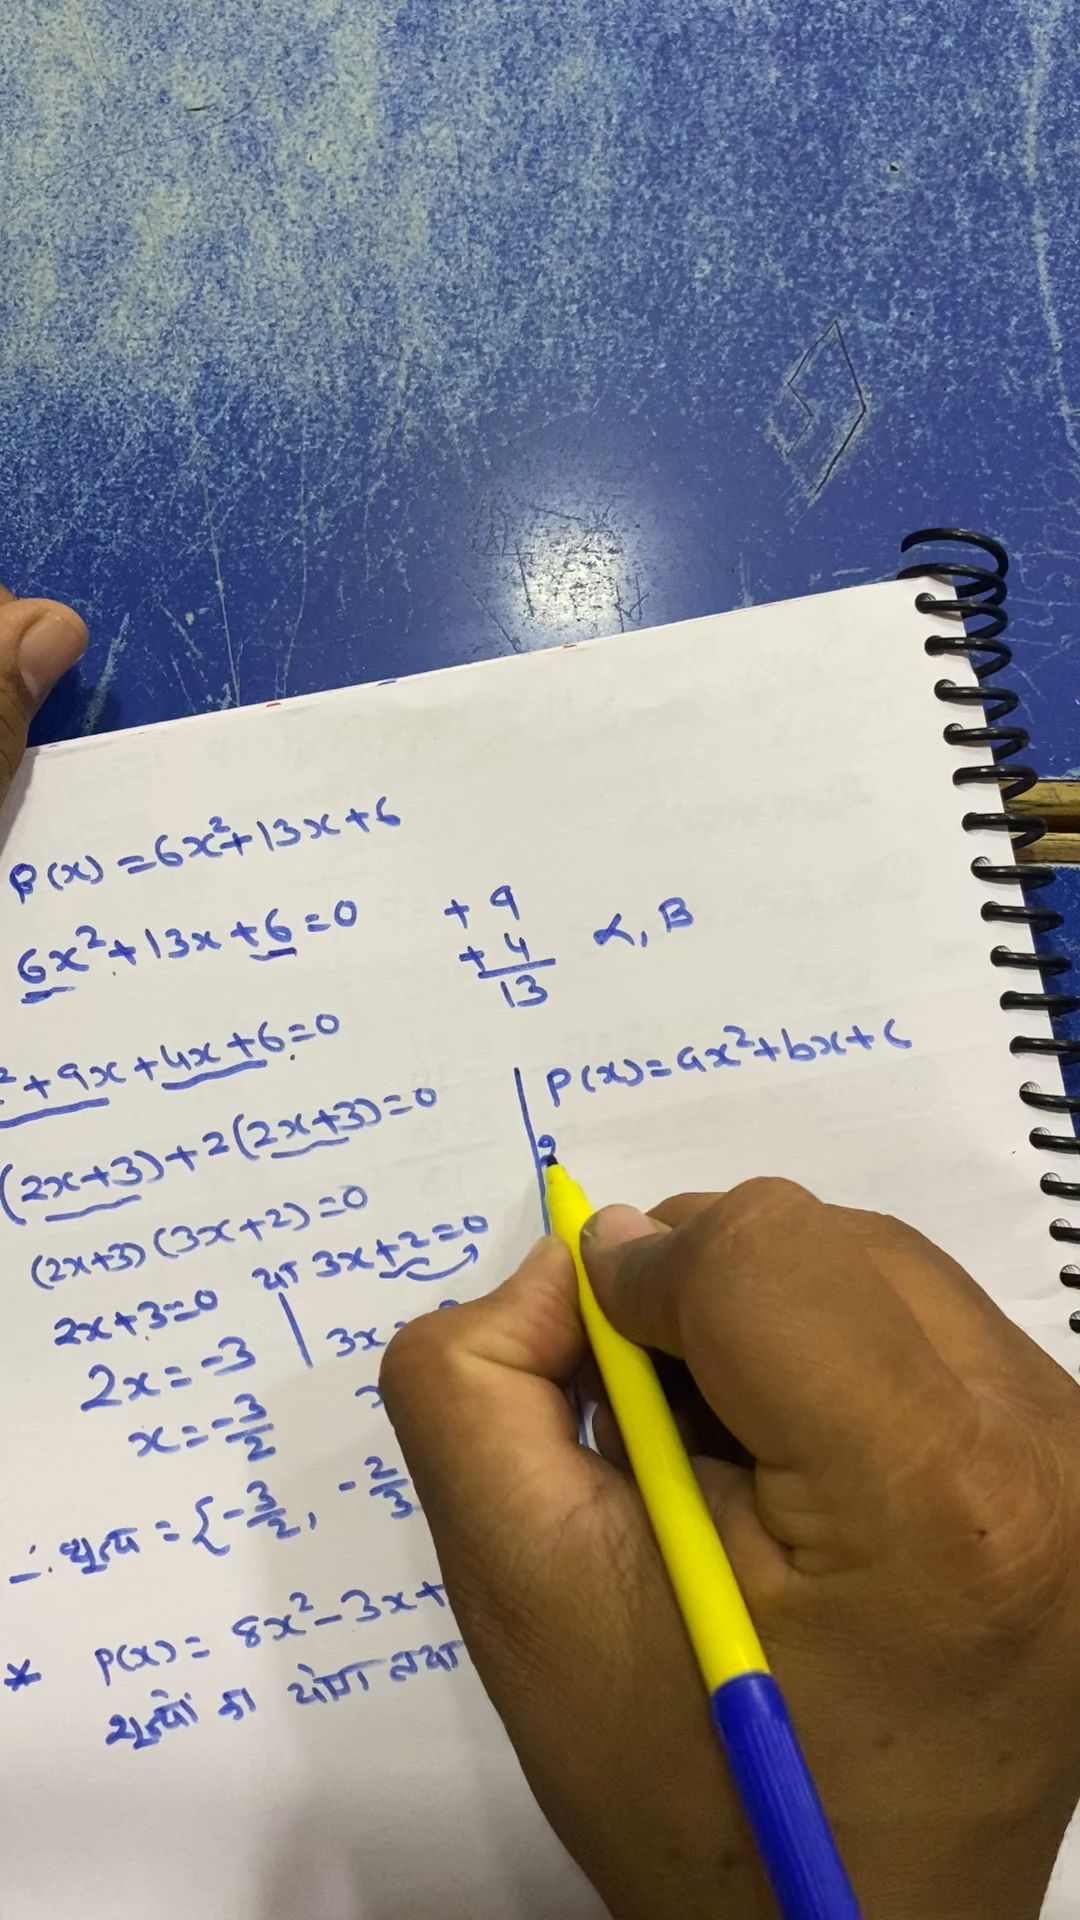 P(x) = 6x²+13x+6
6x²+13x+6=0
+9
+4
13
α, B
²+9x+4x+6=0
(2x+3)+2(2x+3)=0
(2x+3)(3x+2)=0
2x+3=0 या 3x+2=0
2x=-3
3x=
x=-3/2
x
∴ शून्य = {-3/2, -2/3
* P(x)= 8x²-3x+
शून्यों का योग तथा
P(x)=ax²+bx+c